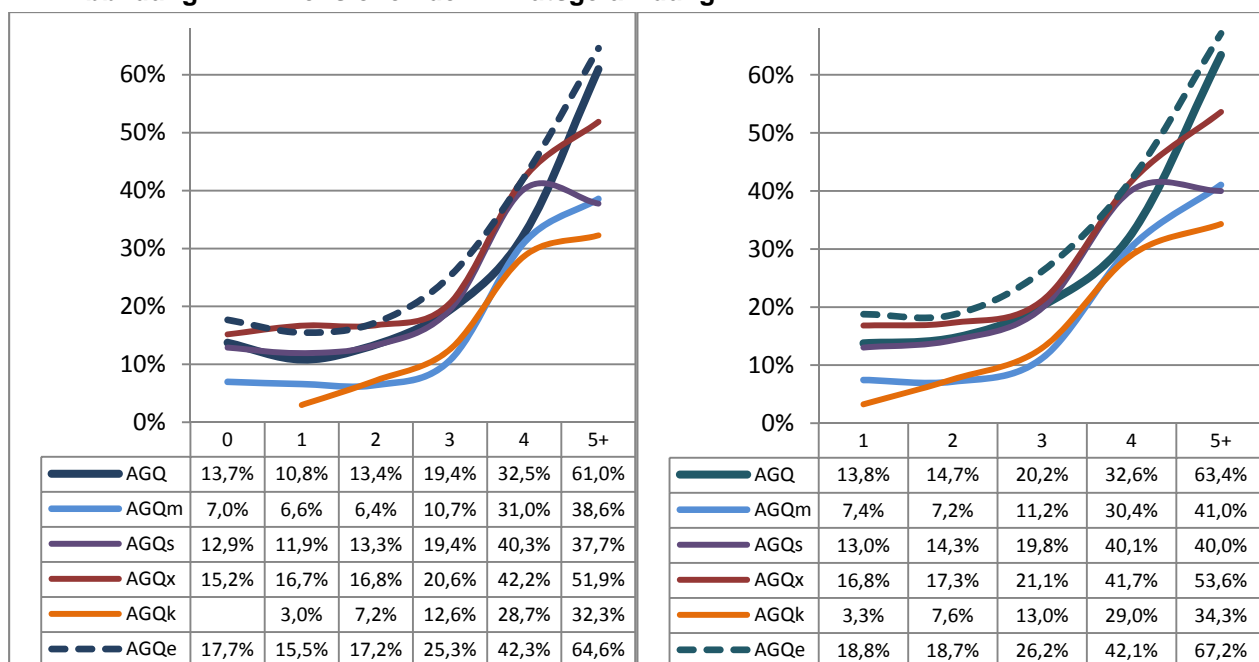 60% 60%
50% 50%
40% 40%
30% 30%
20% 20%
10% 10%
0% 0%
0 1 2 3 4 5+ 1 2 3 4 5+
AGQ 13,7% 10,8% 13,4% 19,4% 32,5% 61,0% AGQ 13,8% 14,7% 20,2% 32,6% 63,4%
AGQm 7,0% 6,6% 6,4% 10,7% 31,0% 38,6% AGQm 7,4% 7,2% 11,2% 30,4% 41,0%
AGQs 12,9% 11,9% 13,3% 19,4% 40,3% 37,7% AGQs 13,0% 14,3% 19,8% 40,1% 40,0%
AGQx 15,2% 16,7% 16,8% 20,6% 42,2% 51,9% AGQx 16,8% 17,3% 21,1% 41,7% 53,6%
AGQk 3,0% 7,2% 12,6% 28,7% 32,3% AGQk 3,3% 7,6% 13,0% 29,0% 34,3%
AGQe 17,7% 15,5% 17,2% 25,3% 42,3% 64,6% AGQe 18,8% 18,7% 26,2% 42,1% 67,2%